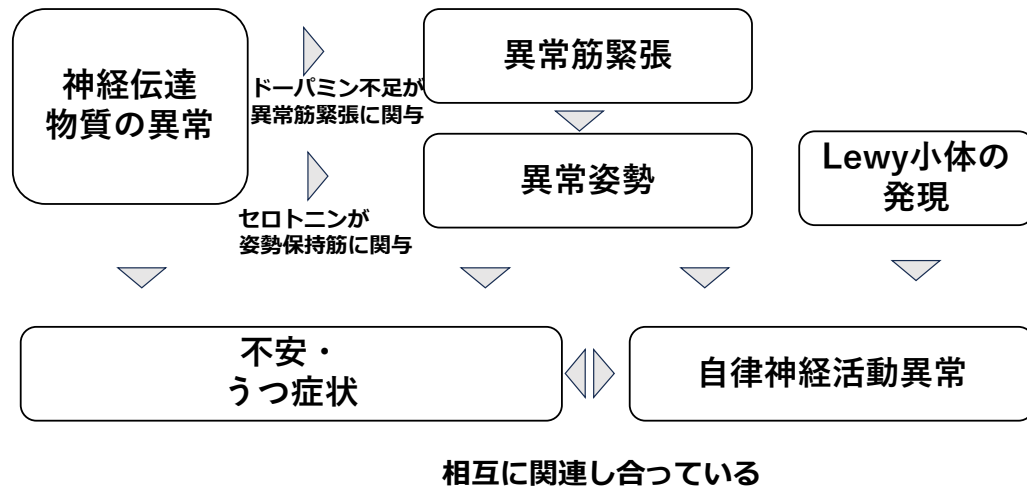 神経伝達
物質の異常
ドーパミン不足が
異常筋緊張に関与
セロトニンが
姿勢保持筋に関与
異常筋緊張
異常姿勢
Lewy小体の
発現
不安・
うつ症状
自律神経活動異常
相互に関連し合っている